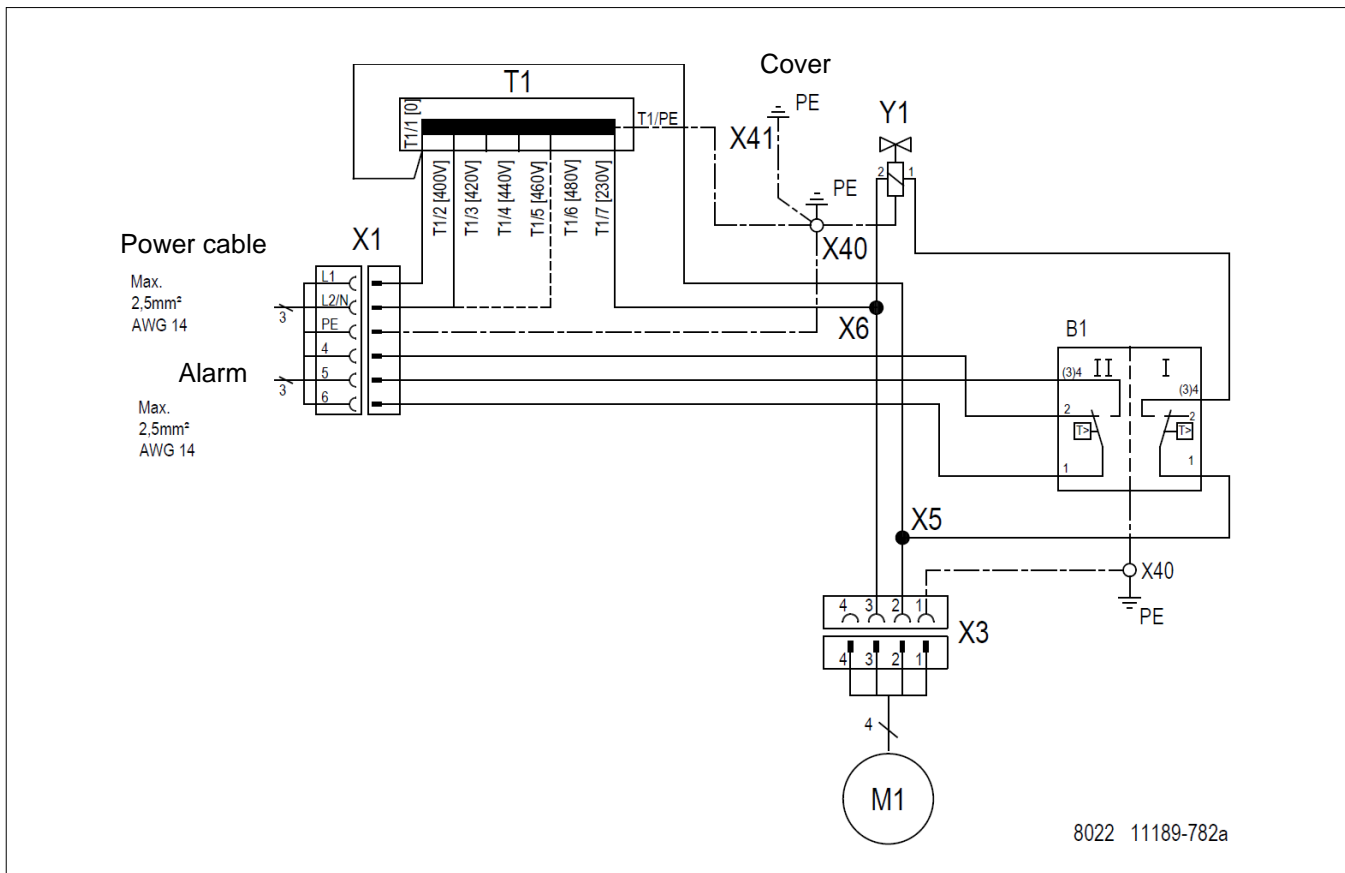 Cover
T1
PE
Y1
T1/1 [0]
T1/PE
X41
2
1
PE
T1/2 [400V]
T1/3 [420V]
T1/4 [440V]
T1/5 [460V]
T1/6 [480V]
T1/7 [230V]
X40
Power cable
X1
Max.
2,5mm²
AWG 14
L1
L2/N
3
PE
X6
B1
4
Alarm
5
3
6
Max.
2,5mm²
AWG 14
(3)4
II
I
(3)4
2
2
T>
T>
1
1
X5
X40
PE
4
3
2
1
X3
4
3
2
1
4
M1
8022 11189-782a